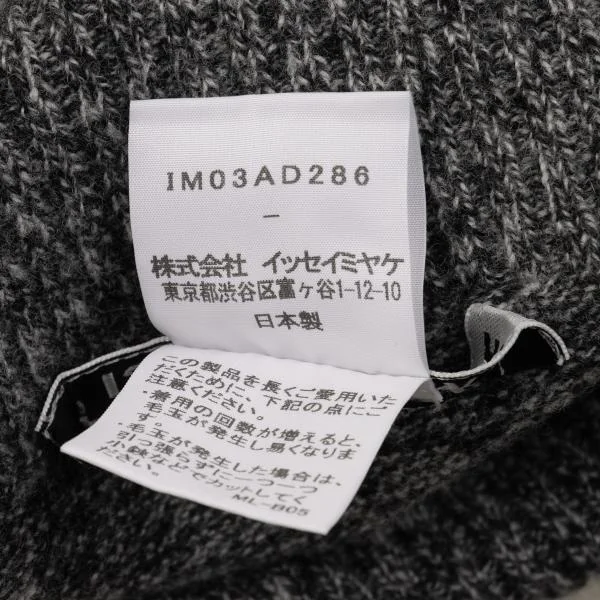 IM03AD286
—
株式会社 イッセイミヤケ
東京都渋谷区富ヶ谷1-12-10
日本製
この製品を長くご愛用いた
だくために、下記の点にご
注意ください。
・着用の回数が増えると、
毛玉が発生し易くなりま
す。
・毛玉が発生した場合は、
引っ張らずに一つ一つ
小鋏などでカットしてく
ださい。
ML-B05